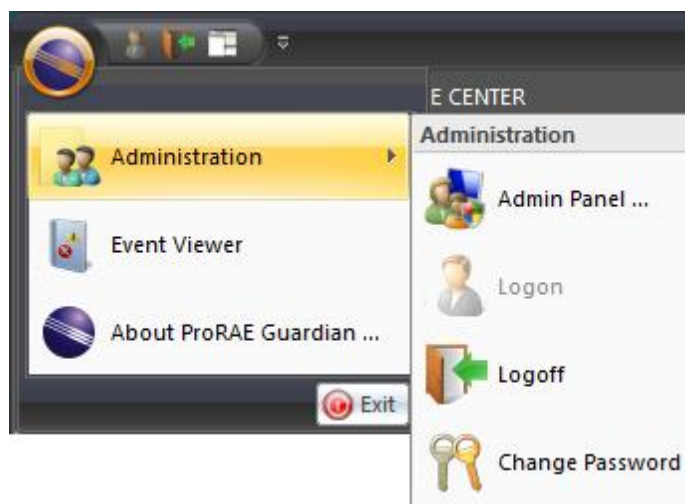 E CENTER
Administration
Administration
Admin Panel ...
Event Viewer
Logon
About ProRAE Guardian ...
Logoff
Exit
Change Password